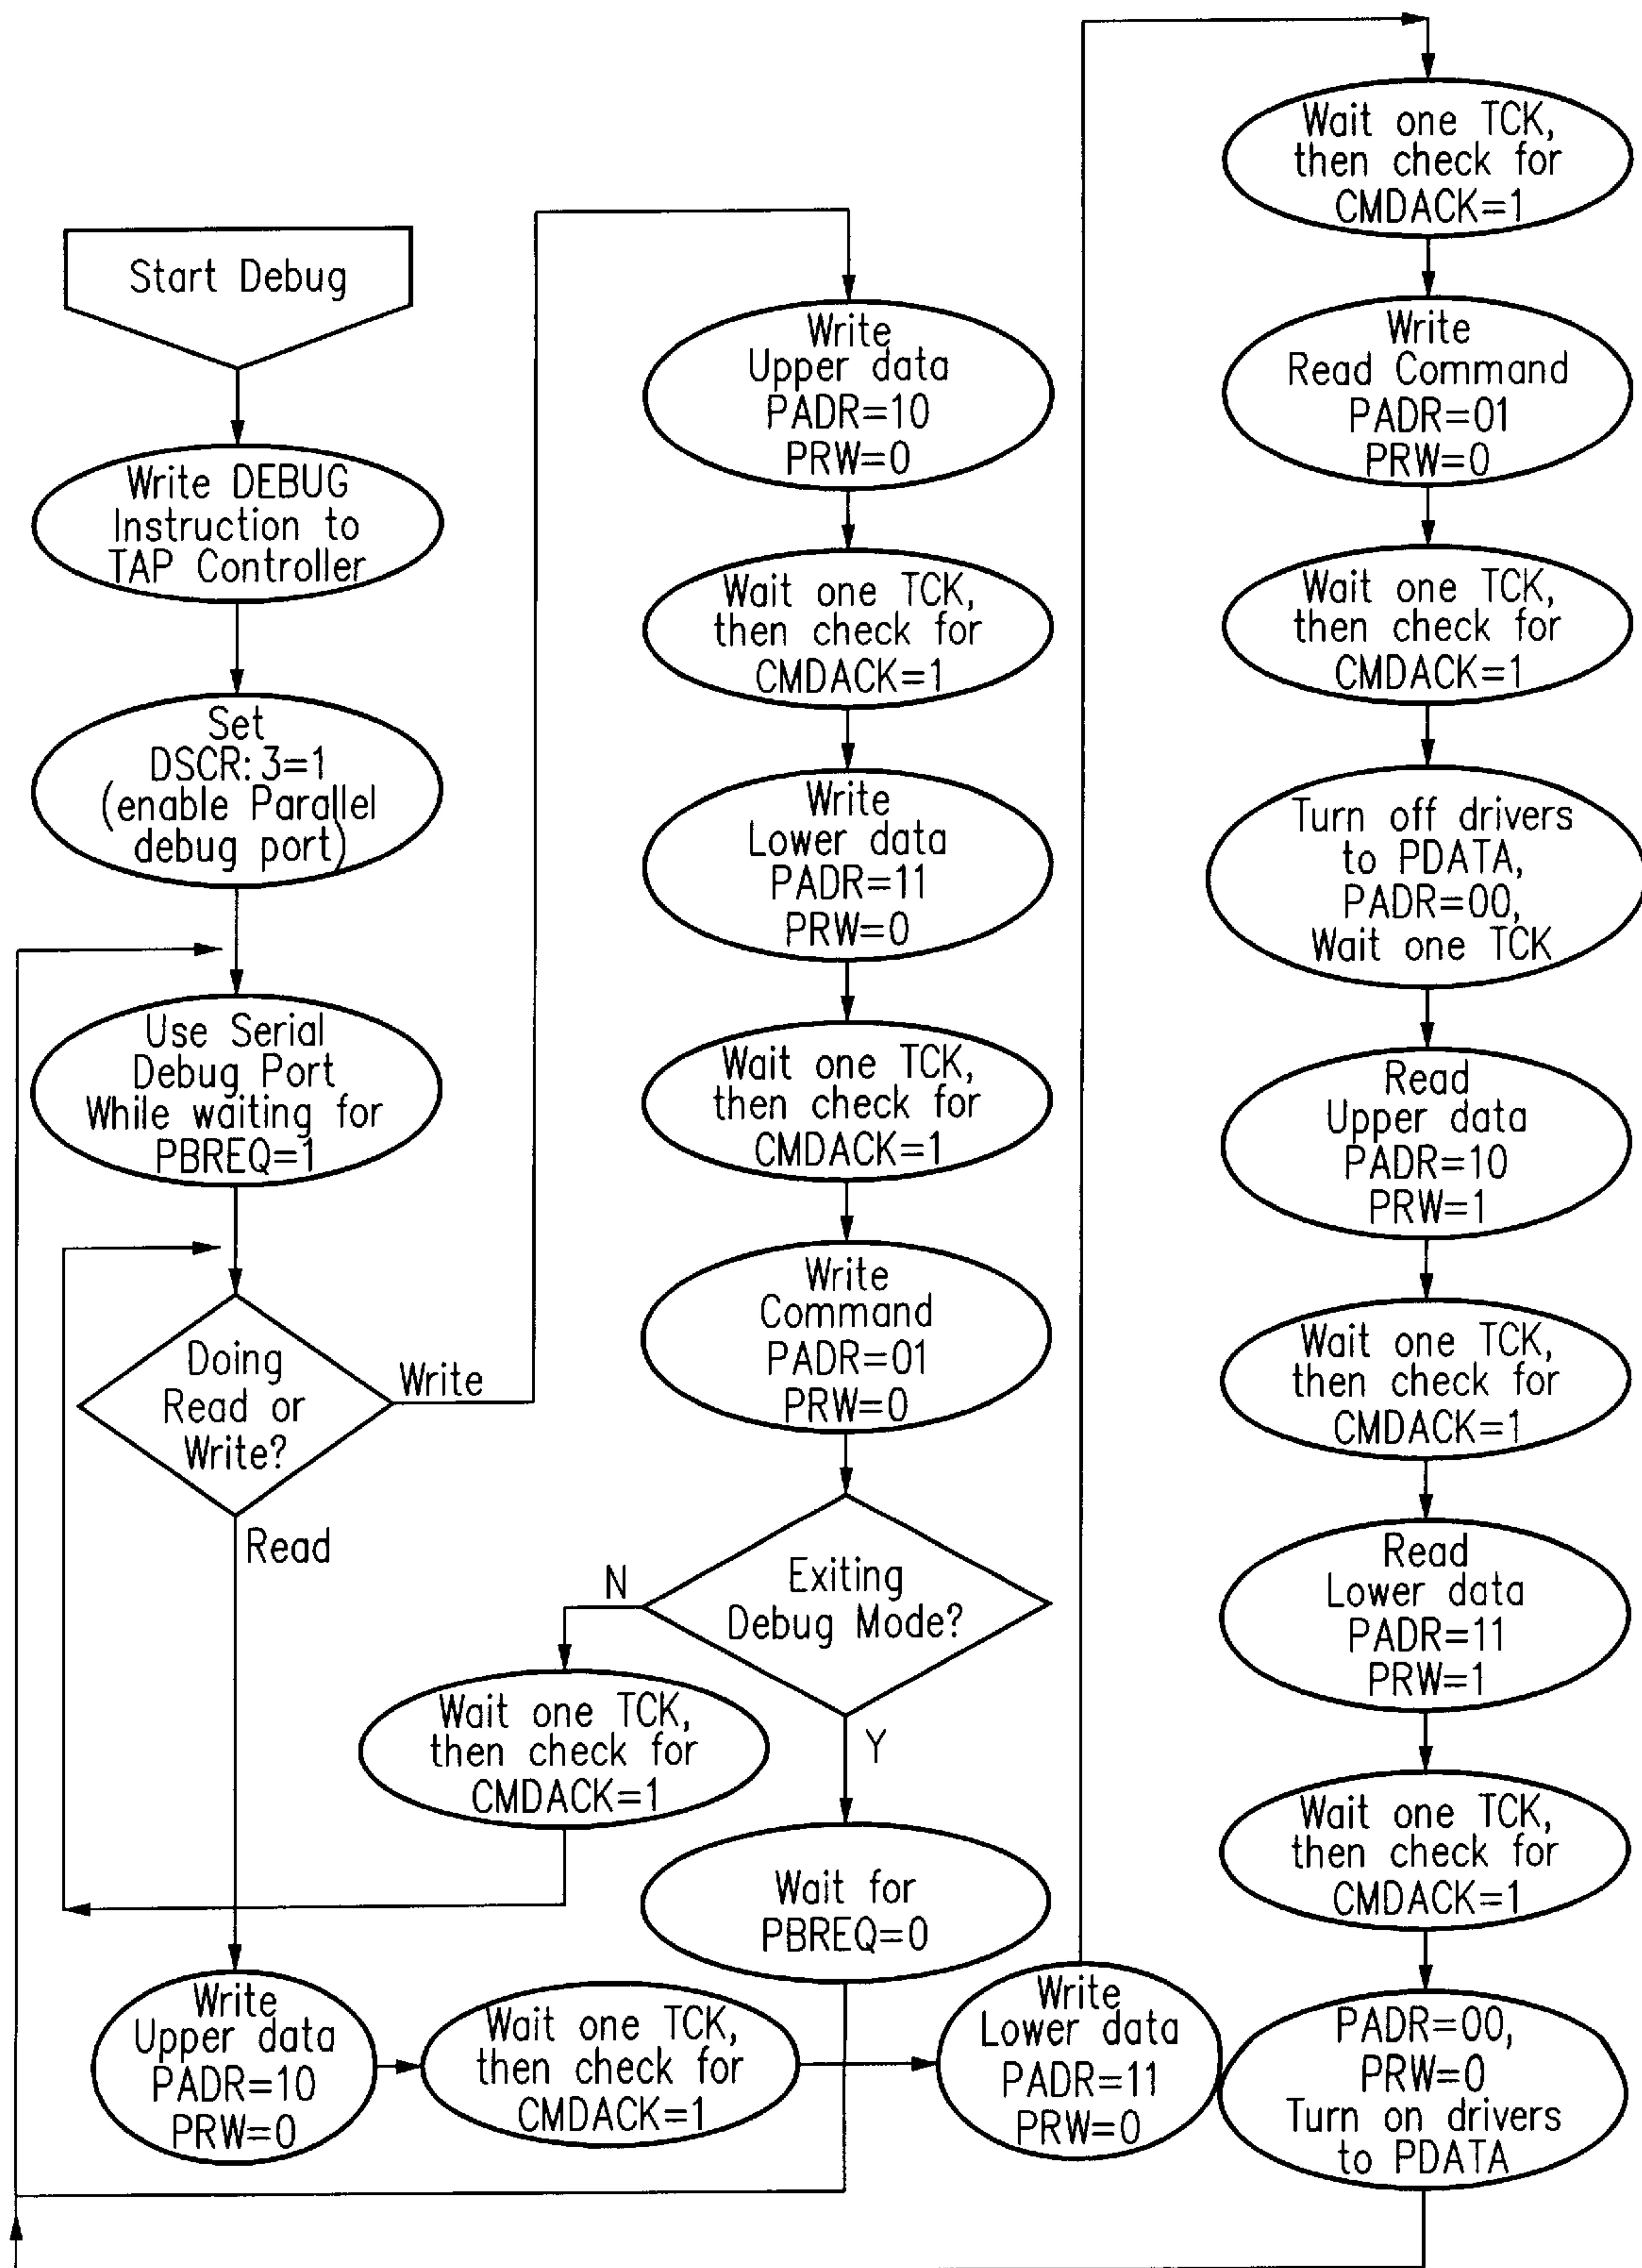 Start Debug
Write DEBUG
Instruction to
TAP Controller
Set
DSCR: 3=1
(enable Parallel
debug port)
Use Serial
Debug Port
While waiting for
PBREQ=1
Doing
Read or
Write?
Write
Read
Write
Upper data
PADR=10
PRW=0
Wait one TCK,
then check for
CMDACK=1
Write
Lower data
PADR=11
PRW=0
Wait one TCK,
then check for
CMDACK=1
Write
Command
PADR=01
PRW=0
Exiting
Debug Mode?
N
Y
Wait one TCK,
then check for
CMDACK=1
Wait for
PBREQ=0
Write
Upper data
PADR=10
PRW=0
Wait one TCK,
then check for
CMDACK=1
Write
Lower data
PADR=11
PRW=0
Wait one TCK,
then check for
CMDACK=1
Write
Read Command
PADR=01
PRW=0
Wait one TCK,
then check for
CMDACK=1
Turn off drivers
to PDATA,
PADR=00,
Wait one TCK
Read
Upper data
PADR=10
PRW=1
Wait one TCK,
then check for
CMDACK=1
Read
Lower data
PADR=11
PRW=1
Wait one TCK,
then check for
CMDACK=1
PADR=00,
PRW=0
Turn on drivers
to PDATA